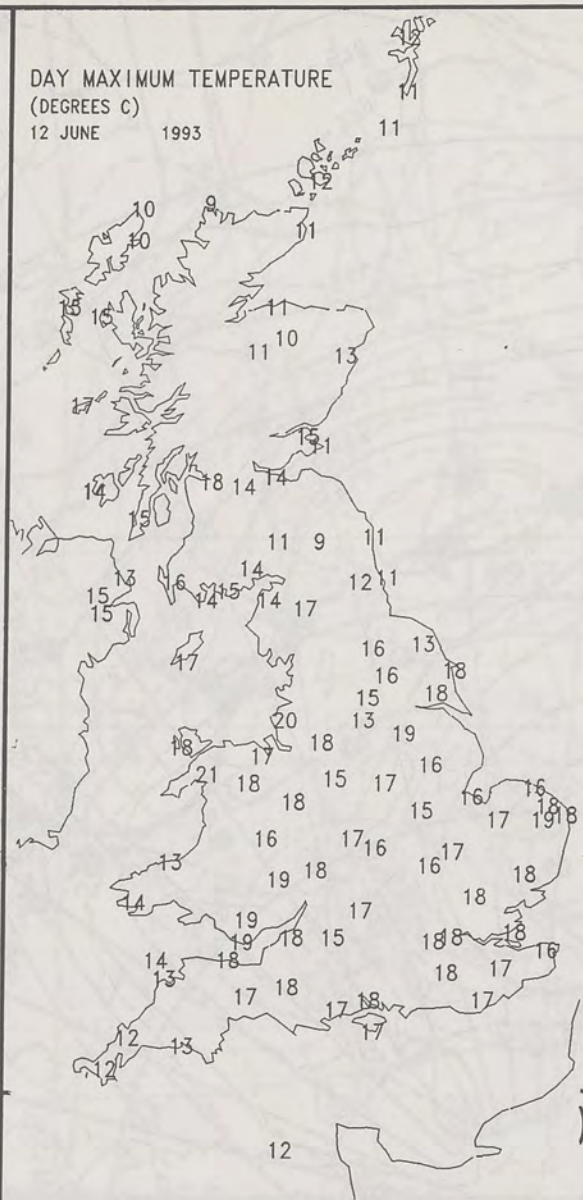 DAY MAXIMUM TEMPERATURE
(DEGREES C)
12 JUNE 1993
12
11
11
12
10 9
11
10
15 15 11
11 10 13
17
15 11
14 18 14 14
15
11 9 11
13 16 14 12 11
15 14 15 14 17
15
16 13
17 16 18
15 18
20 13 19
18 17 18 16
21 18 15 17 16 16
18 15 17 18 19 18
16 17 16 17
13 19 18 16 18
14 17 18
19 19 18 15 18 18 18
14 18 16
13 18 18 17
17 17 18 17
17
12 13
12
12